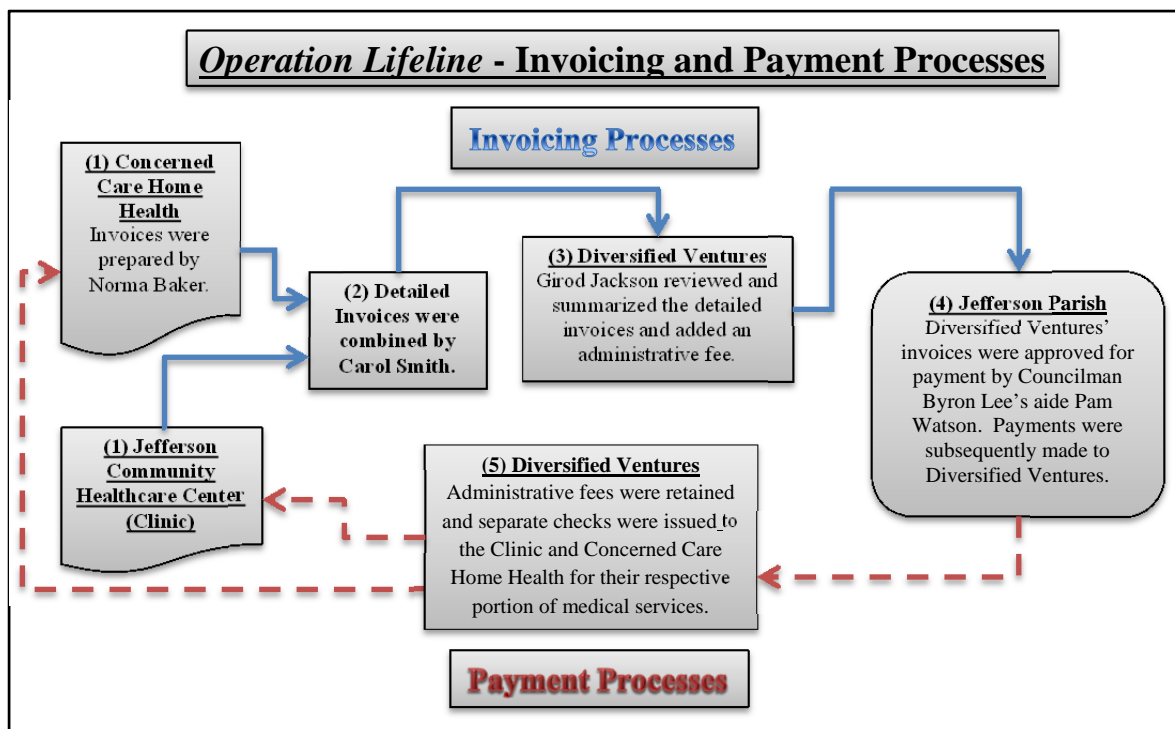 Operation Lifeline - Invoicing and Payment Processes
Invoicing Processes
(1) Concerned
Care Home
Health
Invoices were
prepared by
Norma Baker.
(2) Detailed
Invoices were
combined by
Carol Smith.
(3) Diversified Ventures
Girod Jackson reviewed and
summarized the detailed
invoices and added an
administrative fee.
(4) Jefferson Parish
Diversified Ventures’
invoices were approved for
payment by Councilman
Byron Lee’s aide Pam
Watson. Payments were
subsequently made to
Diversified Ventures.
(1) Jefferson
Community
Healthcare Center
(Clinic)
(5) Diversified Ventures
Administrative fees were retained
and separate checks were issued to
the Clinic and Concerned Care
Home Health for their respective
portion of medical services.
Payment Processes